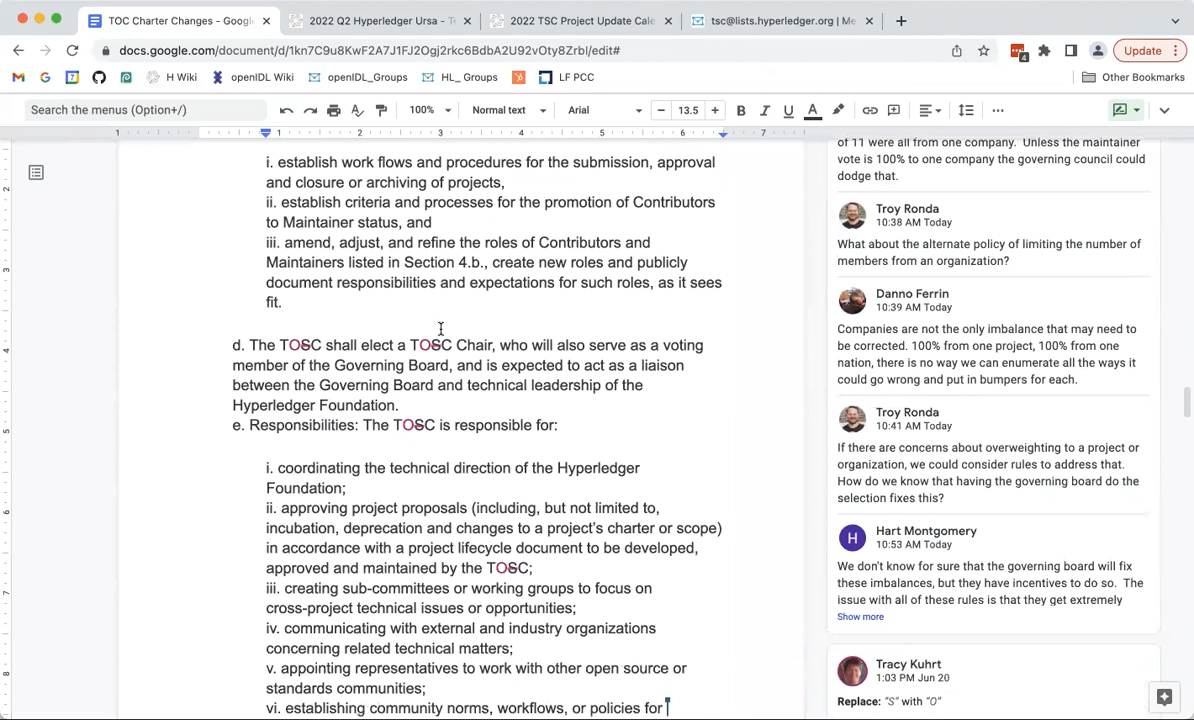 TOC Charter Changes - Google
2022 Q2 Hyperledger Ursa - Te
2022 TSC Project Update Cale
tsc@lists.hyperledger.org | Me
docs.google.com/document/d/1kn7C9u8KwF2A7J1FJ2Ogj2rkc6BdbA2U92vOty8ZrbI/edit#
4
Update
H Wiki
openIDL Wiki
openIDL_Groups
HL_ Groups
LF PCC
Other Bookmarks
Search the menus (Option+/)
100%
Normal text
Arial
13.5
B I U A
1 1 2 3 4 5 6 7
2 3 4 5 6 7 8
i. establish work flows and procedures for the submission, approval
and closure or archiving of projects,
ii. establish criteria and processes for the promotion of Contributors
to Maintainer status, and
iii. amend, adjust, and refine the roles of Contributors and
Maintainers listed in Section 4.b., create new roles and publicly
document responsibilities and expectations for such roles, as it sees
fit.
d. The TOSC shall elect a TOSC Chair, who will also serve as a voting
member of the Governing Board, and is expected to act as a liaison
between the Governing Board and technical leadership of the
Hyperledger Foundation.
e. Responsibilities: The TOSC is responsible for:
i. coordinating the technical direction of the Hyperledger
Foundation;
ii. approving project proposals (including, but not limited to,
incubation, deprecation and changes to a project's charter or scope)
in accordance with a project lifecycle document to be developed,
approved and maintained by the TOSC;
iii. creating sub-committees or working groups to focus on
cross-project technical issues or opportunities;
iv. communicating with external and industry organizations
concerning related technical matters;
v. appointing representatives to work with other open source or
standards communities;
vi. establishing community norms, workflows, or policies for
of 11 were all from one company. Unless the maintainer
vote is 100% to one company the governing council could
dodge that.
Troy Ronda
10:38 AM Today
What about the alternate policy of limiting the number of
members from an organization?
Danno Ferrin
10:39 AM Today
Companies are not the only imbalance that may need to
be corrected. 100% from one project, 100% from one
nation, there is no way we can enumerate all the ways it
could go wrong and put in bumpers for each.
Troy Ronda
10:41 AM Today
If there are concerns about overweighting to a project or
organization, we could consider rules to address that.
How do we know that having the governing board do the
selection fixes this?
H
Hart Montgomery
10:53 AM Today
We don't know for sure that the governing board will fix
these imbalances, but they have incentives to do so. The
issue with all of these rules is that they get extremely
Show more
Tracy Kuhrt
1:03 PM Jun 20
Replace: "S" with "O"